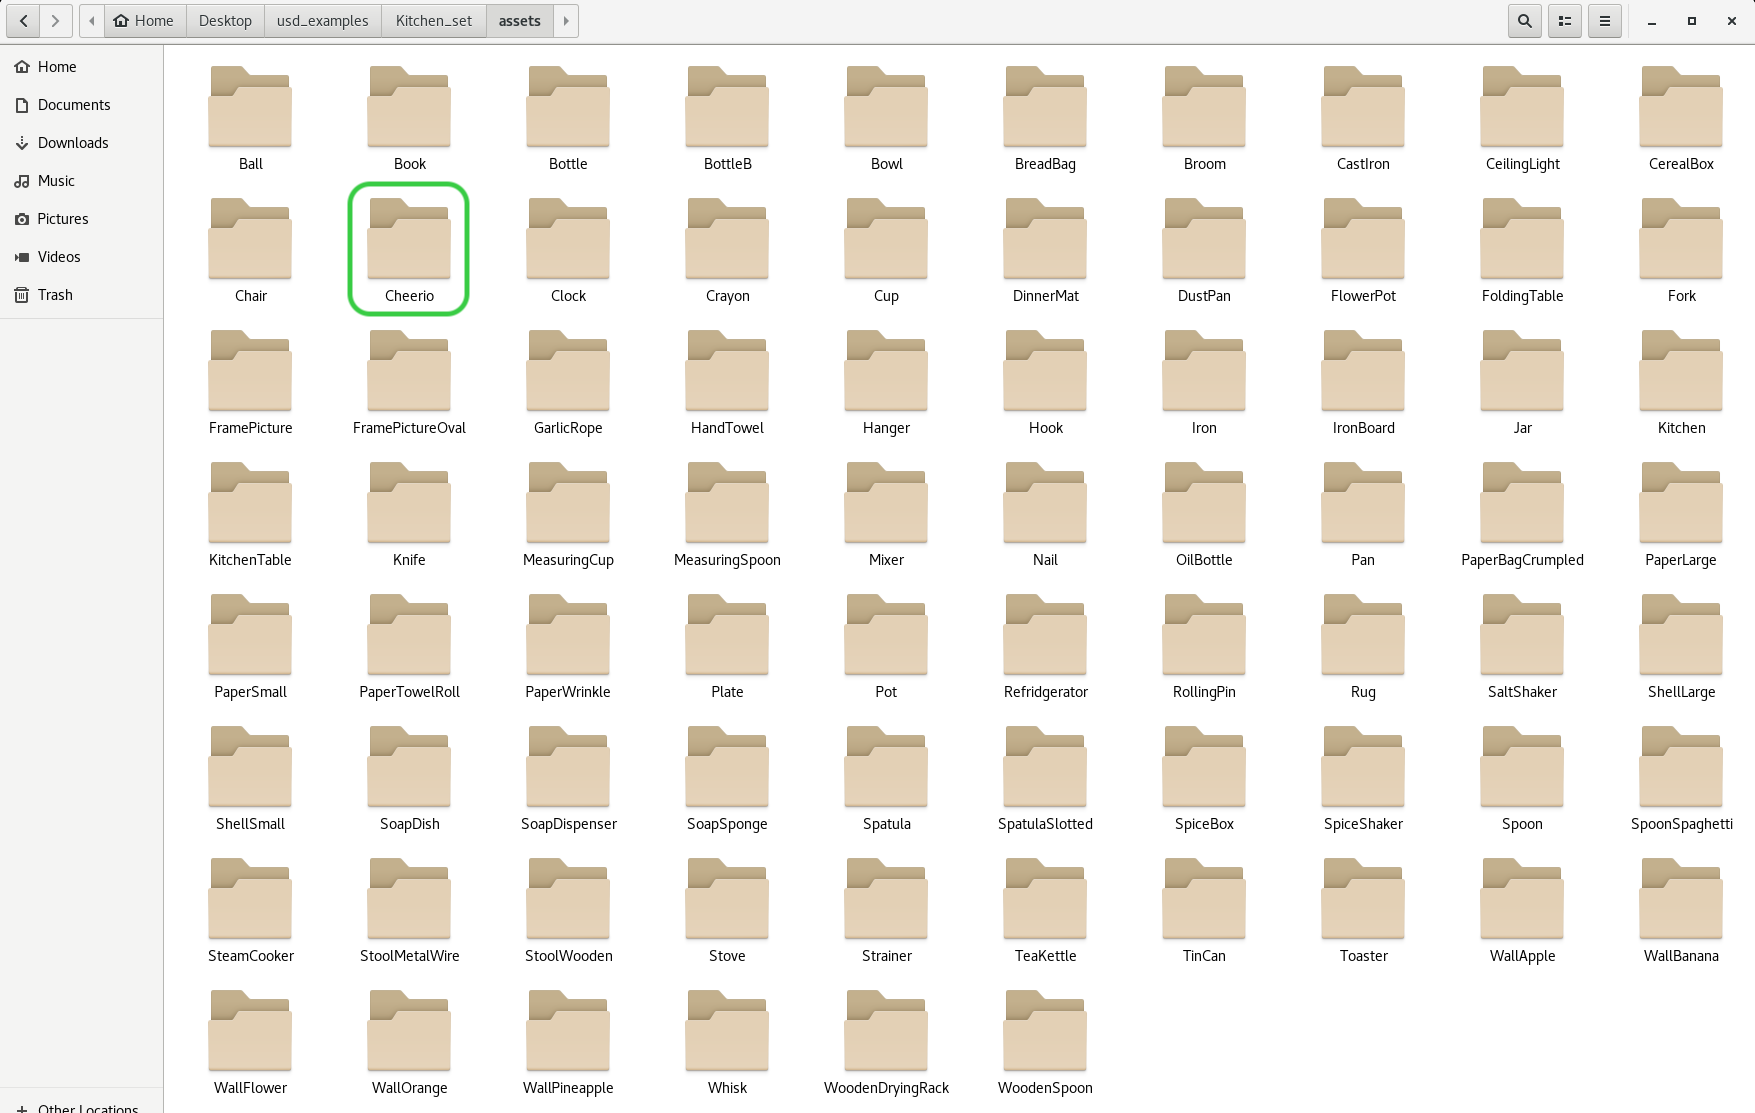 Home Desktop usd_examples Kitchen_set assets
Home
Documents
Downloads
Music
Pictures
Videos
Trash
Other Locations
Ball Book Bottle BottleB Bowl BreadBag Broom CastIron CeilingLight CerealBox
Chair Cheerio Clock Crayon Cup DinnerMat DustPan FlowerPot FoldingTable Fork
FramePicture FramePictureOval GarlicRope HandTowel Hanger Hook Iron IronBoard Jar Kitchen
KitchenTable Knife MeasuringCup MeasuringSpoon Mixer Nail OilBottle Pan PaperBagCrumpled PaperLarge
PaperSmall PaperTowelRoll PaperWrinkle Plate Pot Refridgerator RollingPin Rug SaltShaker ShellLarge
ShellSmall SoapDish SoapDispenser SoapSponge Spatula SpatulaSlotted SpiceBox SpiceShaker Spoon SpoonSpaghetti
SteamCooker StoolMetalWire StoolWooden Stove Strainer TeaKettle TinCan Toaster WallApple WallBanana
WallFlower WallOrange WallPineapple Whisk WoodenDryingRack WoodenSpoon